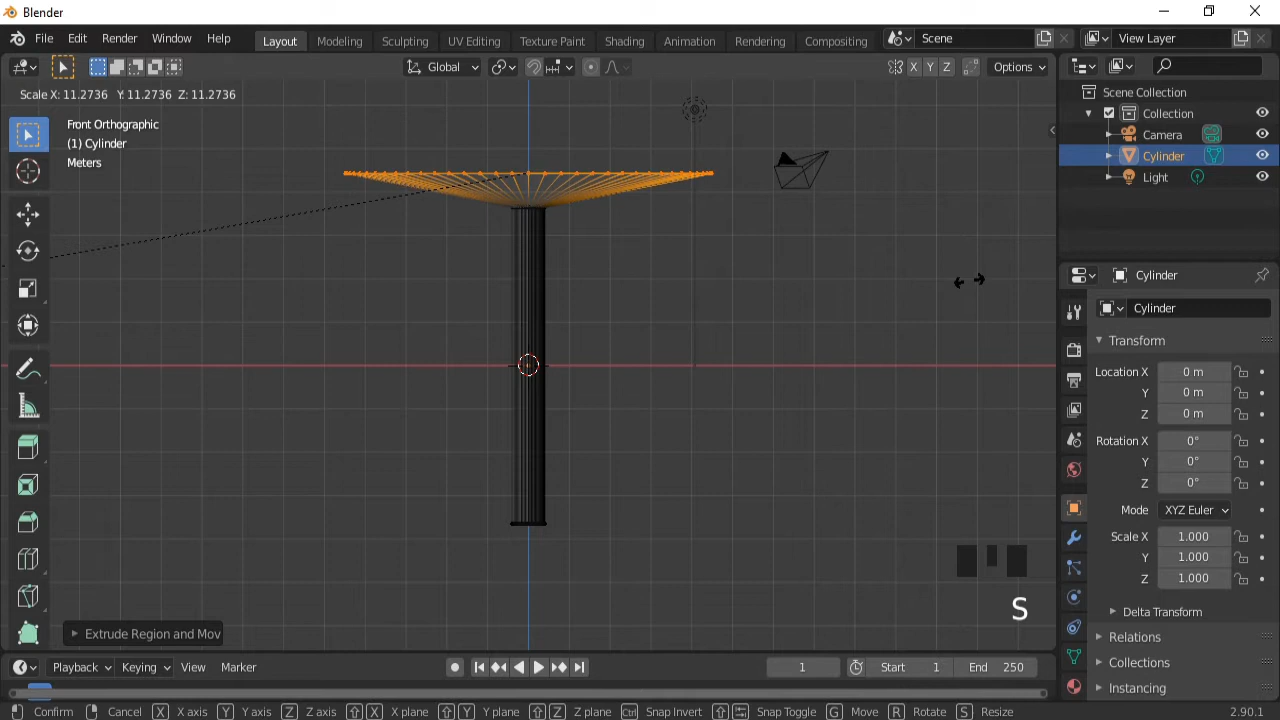 Blender
File Edit Render Window Help
Layout Modeling Sculpting UV Editing Texture Paint Shading Animation Rendering Compositing
Scene
View Layer
Global
X Y Z
Options
Scale X: 11.2736 Y: 11.2736 Z: 11.2736
Front Orthographic
(1) Cylinder
Meters
Scene Collection
Collection
Camera
Cylinder
Light
Cylinder
Cylinder
Transform
Location X 0 m
Y 0 m
Z 0 m
Rotation X 0°
Y 0°
Z 0°
Mode XYZ Euler
Scale X 1.000
Y 1.000
Z 1.000
Delta Transform
Relations
Collections
Instancing
S
Extrude Region and Mov
Playback Keying View Marker
1
Start 1
End 250
Confirm Cancel X X axis Y Y axis Z Z axis X X plane Y Y plane Z Z plane Ctrl Snap Invert Snap Toggle G Move R Rotate S Resize
2.90.1